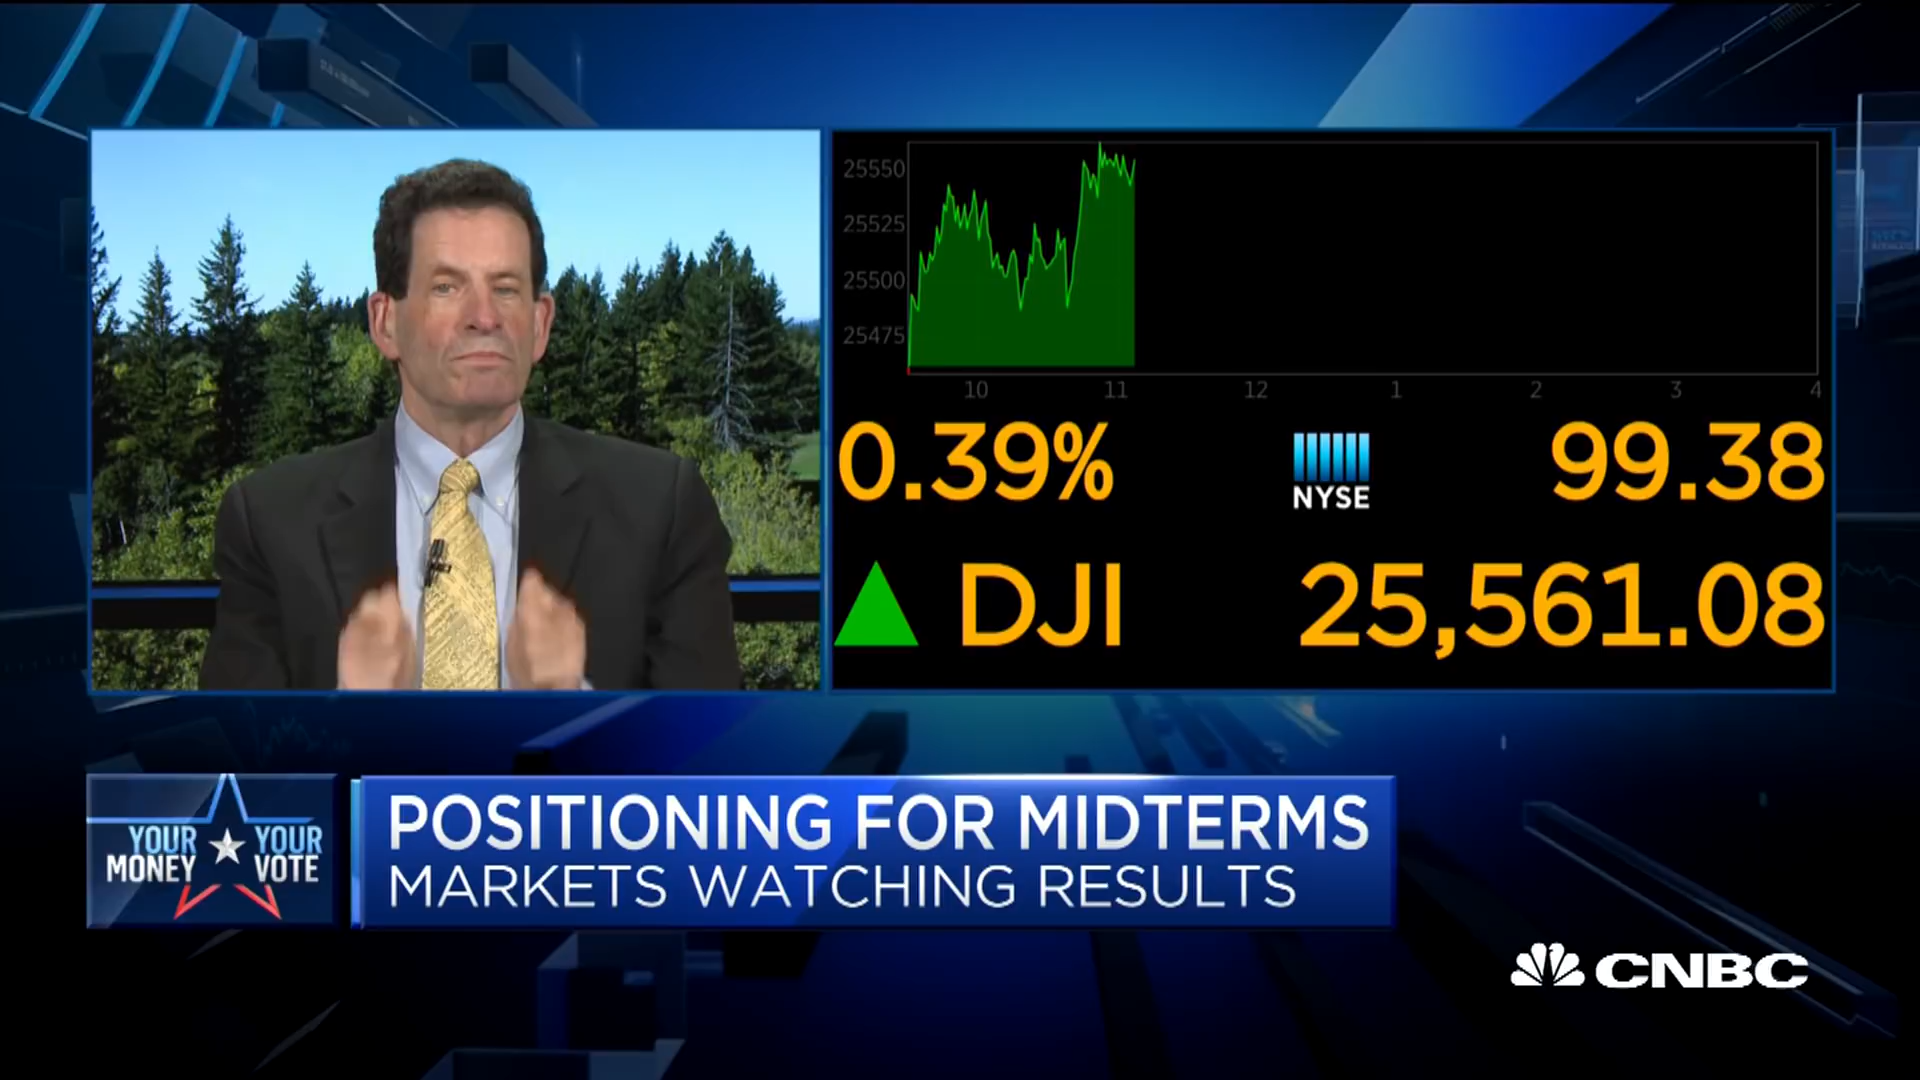 25550
25525
25500
25475
10 11 12 1 2 3 4
0.39% NYSE 99.38
DJI 25,561.08
YOUR MONEY YOUR VOTE
POSITIONING FOR MIDTERMS
MARKETS WATCHING RESULTS
CNBC